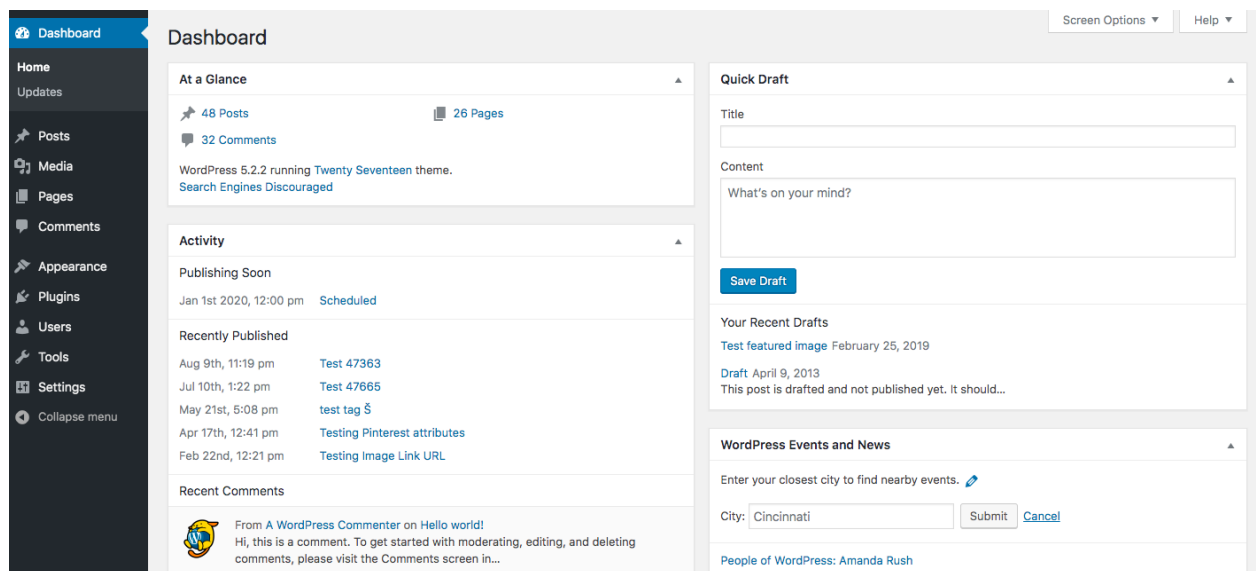 Dashboard
Home
Updates
Posts
Media
Pages
Comments
Appearance
Plugins
Users
Tools
Settings
Collapse menu
Screen Options
Help
Dashboard
At a Glance
48 Posts
26 Pages
32 Comments
WordPress 5.2.2 running Twenty Seventeen theme.
Search Engines Discouraged
Activity
Publishing Soon
Jan 1st 2020, 12:00 pm Scheduled
Recently Published
Aug 9th, 11:19 pm Test 47363
Jul 10th, 1:22 pm Test 47665
May 21st, 5:08 pm test tag Š
Apr 17th, 12:41 pm Testing Pinterest attributes
Feb 22nd, 12:21 pm Testing Image Link URL
Recent Comments
From A WordPress Commenter on Hello world!
Hi, this is a comment. To get started with moderating, editing, and deleting
comments, please visit the Comments screen in…
Quick Draft
Title
Content
What's on your mind?
Save Draft
Your Recent Drafts
Test featured image February 25, 2019
Draft April 9, 2013
This post is drafted and not published yet. It should…
WordPress Events and News
Enter your closest city to find nearby events.
City: Cincinnati Submit Cancel
People of WordPress: Amanda Rush